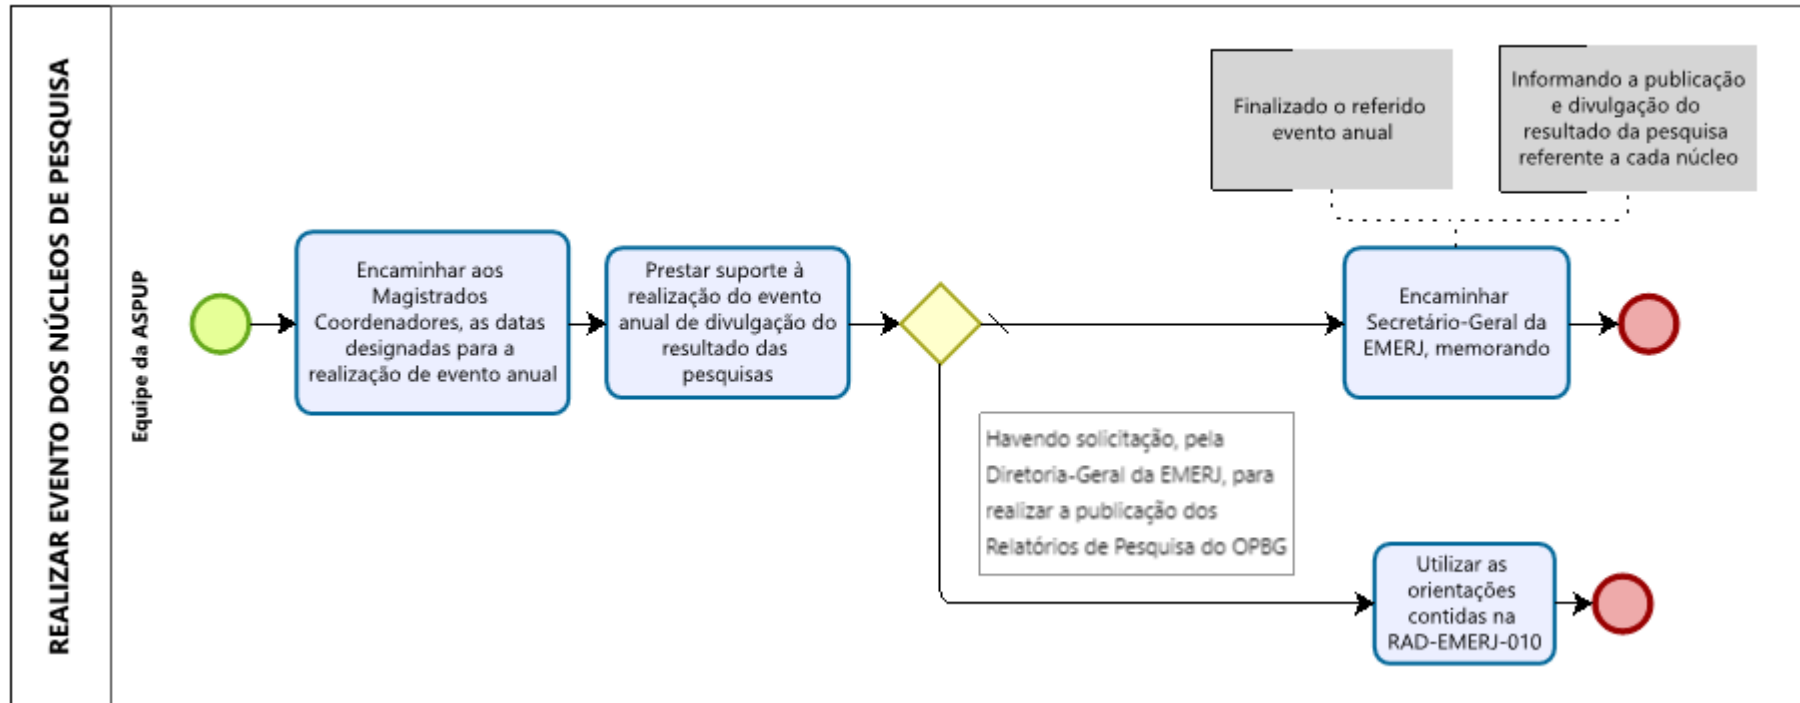 REALIZAR EVENTO DOS NÚCLEOS DE PESQUISA
Equipe da ASPUP
Encaminhar aos
Magistrados
Coordenadores, as datas
designadas para a
realização de evento anual
Prestar suporte à
realização do evento
anual de divulgação do
resultado das
pesquisas
Finalizado o referido
evento anual
Informando a publicação
e divulgação do
resultado da pesquisa
referente a cada núcleo
Encaminhar
Secretário-Geral da
EMERJ, memorando
Havendo solicitação, pela
Diretoria-Geral da EMERJ, para
realizar a publicação dos
Relatórios de Pesquisa do OPBG
Utilizar as
orientações
contidas na
RAD-EMERJ-010